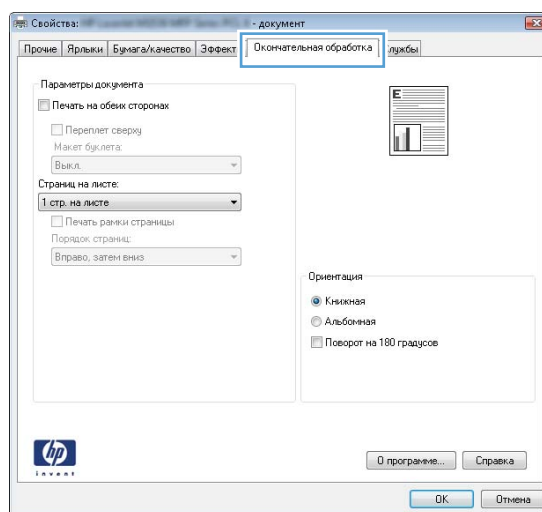 Свойства: - документ
Прочие Ярлыки Бумага/качество Эффект Окончательная обработка лужбы
Параметры документа
Печать на обеих сторонах
Переплет сверху
Макет буклета:
Выкл.
Страниц на листе:
1 стр. на листе
Печать рамки страницы
Порядок страниц:
Вправо, затем вниз
E
Ориентация
Книжная
Альбомная
Поворот на 180 градусов
hp
invent
О программе... Справка
OK Отмена